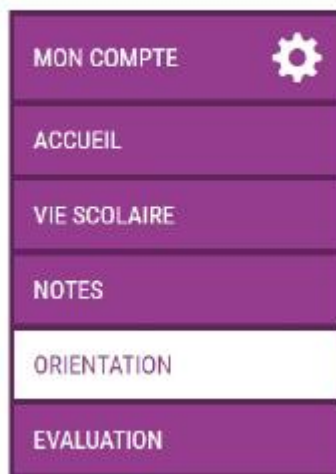 MON COMPTE
ACCUEIL
VIE SCOLAIRE
NOTES
ORIENTATION
EVALUATION